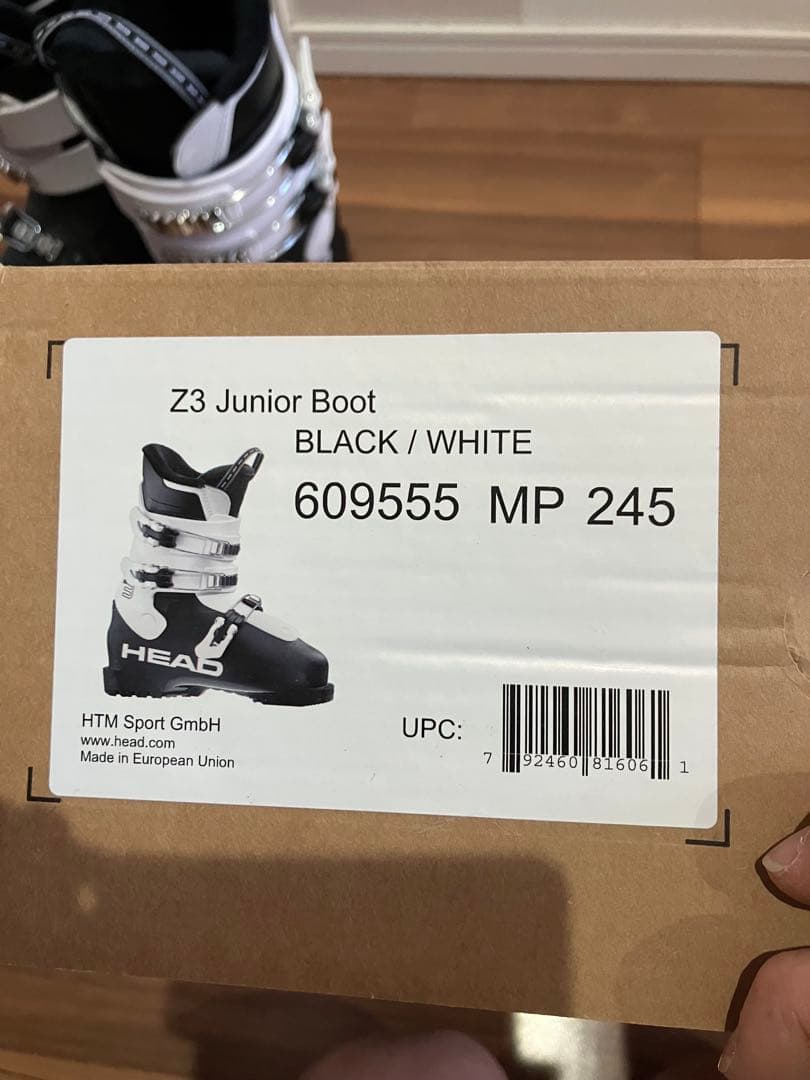 Z3 Junior Boot
BLACK / WHITE
609555 MP 245
HEAD
HTM Sport GmbH
www.head.com
Made in European Union
UPC:
7 92460 81606 1